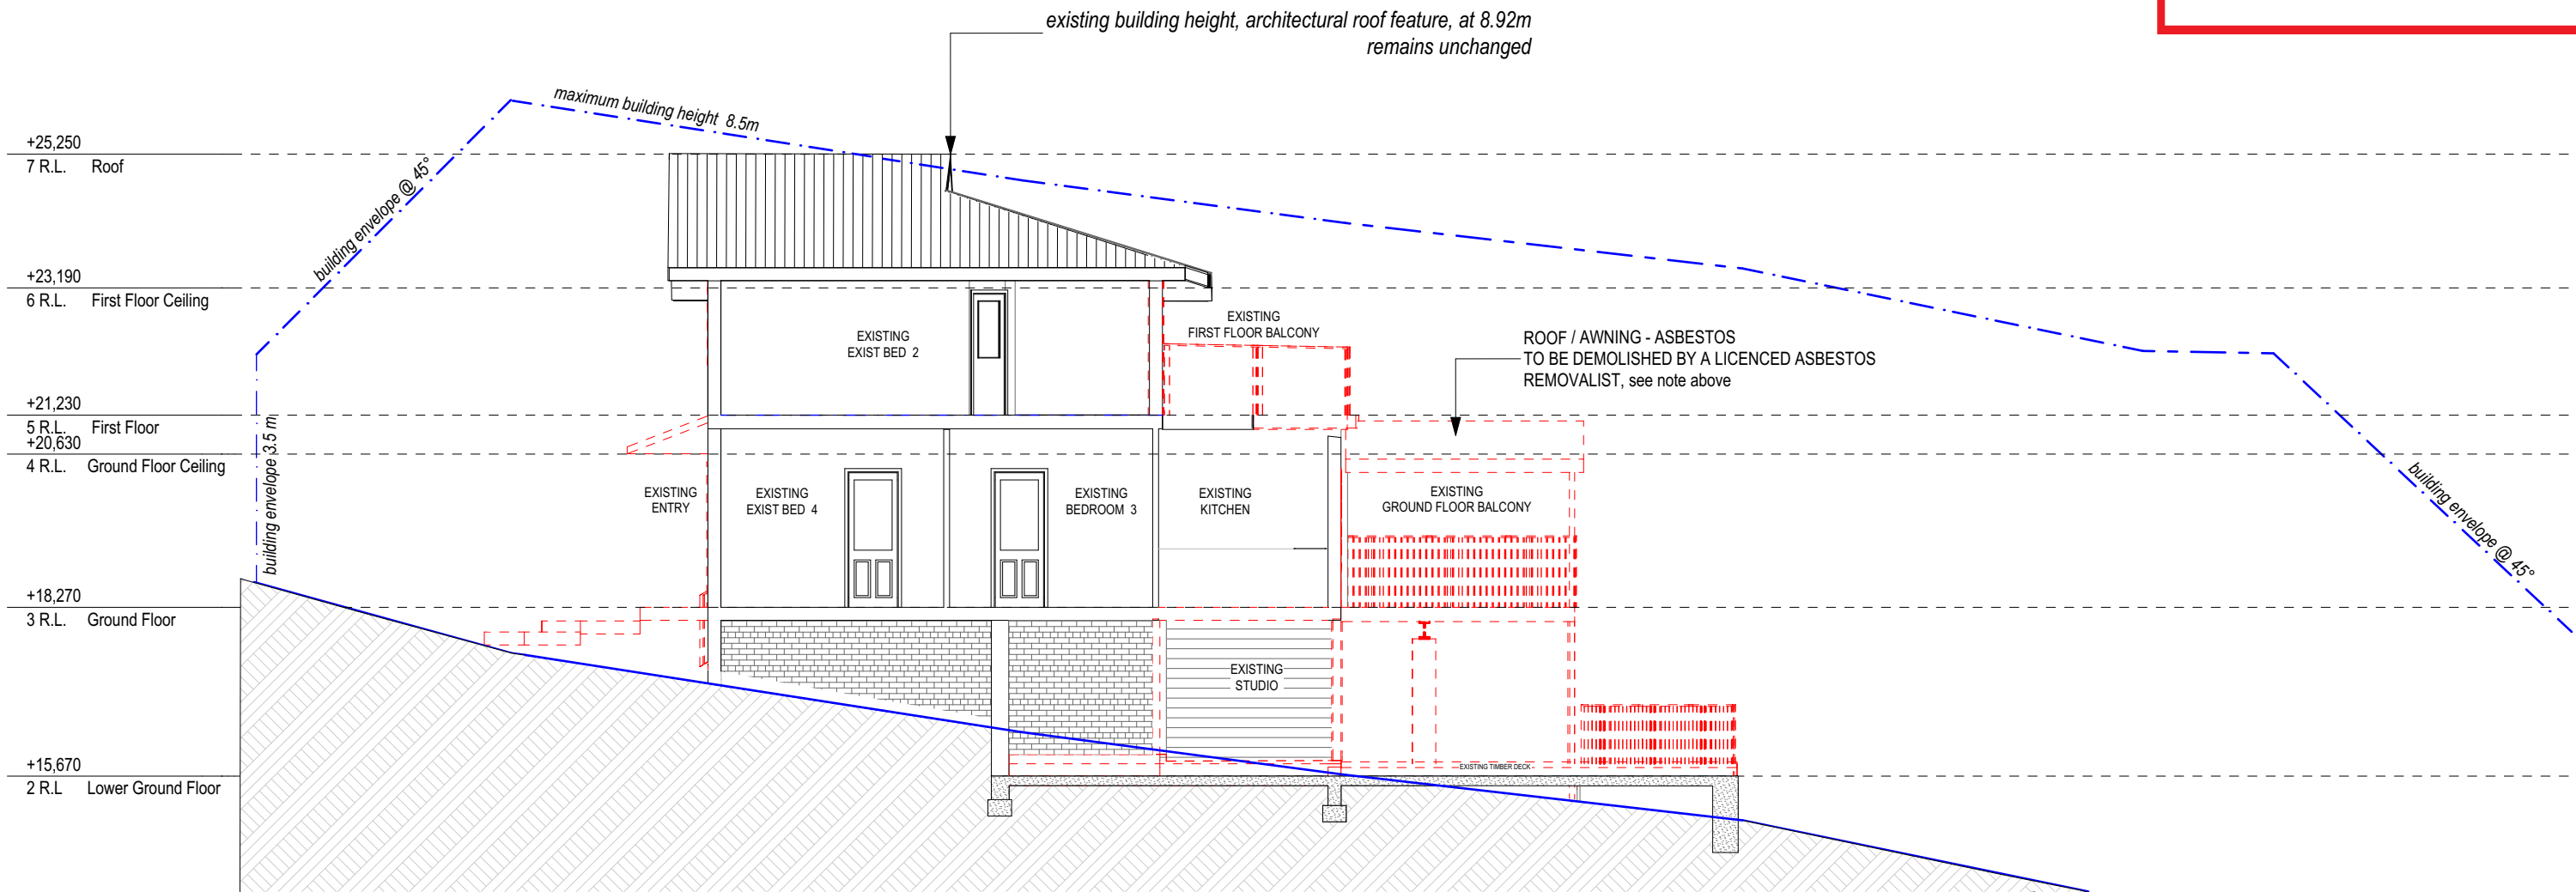 existing building height, architectural roof feature, at 8.92m
remains unchanged
maximum building height 8.5m
+25,250
7 R.L. Roof
building envelope @ 45°
+23,190
6 R.L. First Floor Ceiling
EXISTING
FIRST FLOOR BALCONY
EXISTING
EXIST BED 2
ROOF / AWNING - ASBESTOS
TO BE DEMOLISHED BY A LICENCED ASBESTOS
REMOVALIST, see note above
+21,230
5 R.L. First Floor
+20,630
4 R.L. Ground Floor Ceiling
building envelope 3.5 m
EXISTING
ENTRY
EXISTING
EXIST BED 4
EXISTING
BEDROOM 3
EXISTING
KITCHEN
EXISTING
GROUND FLOOR BALCONY
building envelope @ 45°
+18,270
3 R.L. Ground Floor
EXISTING
STUDIO
+15,670
2 R.L Lower Ground Floor
EXISTING TIMBER DECK